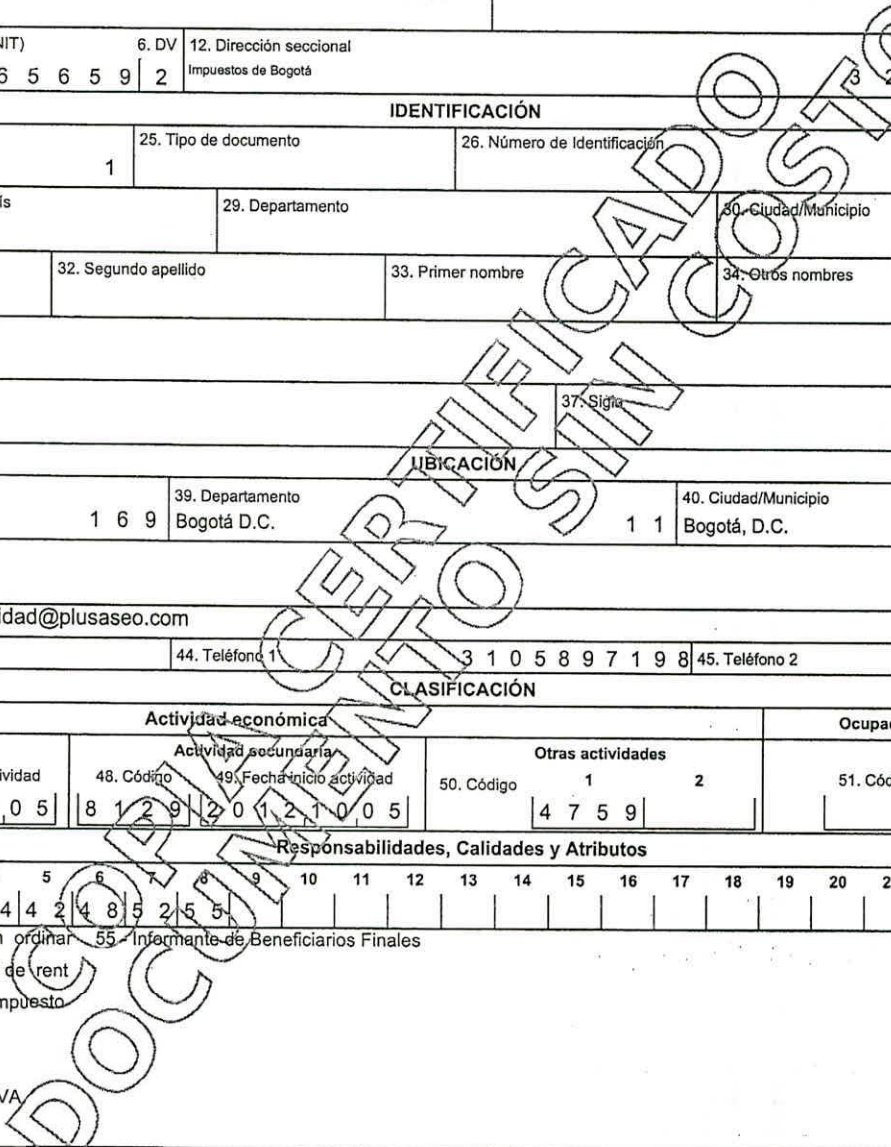 NIT) 6. DV 12. Dirección seccional
6 5 6 5 9 2 Impuestos de Bogotá 3 2
IDENTIFICACIÓN
25. Tipo de documento 26. Número de Identificación
1
29. Departamento 30. Ciudad/Municipio
32. Segundo apellido 33. Primer nombre 34. Otros nombres
37. Sigla
UBICACIÓN
39. Departamento 40. Ciudad/Municipio
1 6 9 Bogotá D.C. 1 1 Bogotá, D.C.
idad@plusaseo.com
44. Teléfono 1 3 1 0 5 8 9 7 1 9 8 45. Teléfono 2
CLASIFICACIÓN
Actividad económica Ocupac
Actividad secundaria Otras actividades
ividad 48. Código 49. Fecha inicio actividad 50. Código 1 2 51. Cód
0 5 8 1 2 9 2 0 1 2 1 0 0 5 4 7 5 9
Responsabilidades, Calidades y Atributos
5 6 7 8 9 10 11 12 13 14 15 16 17 18 19 20 2
4 4 2 4 8 5 2 5 5
n ordinar 55 - Informante de Beneficiarios Finales
de rent
mpuesto
VA
COPIA CERTIFICADO
DOCUMENTO SIN COSTO